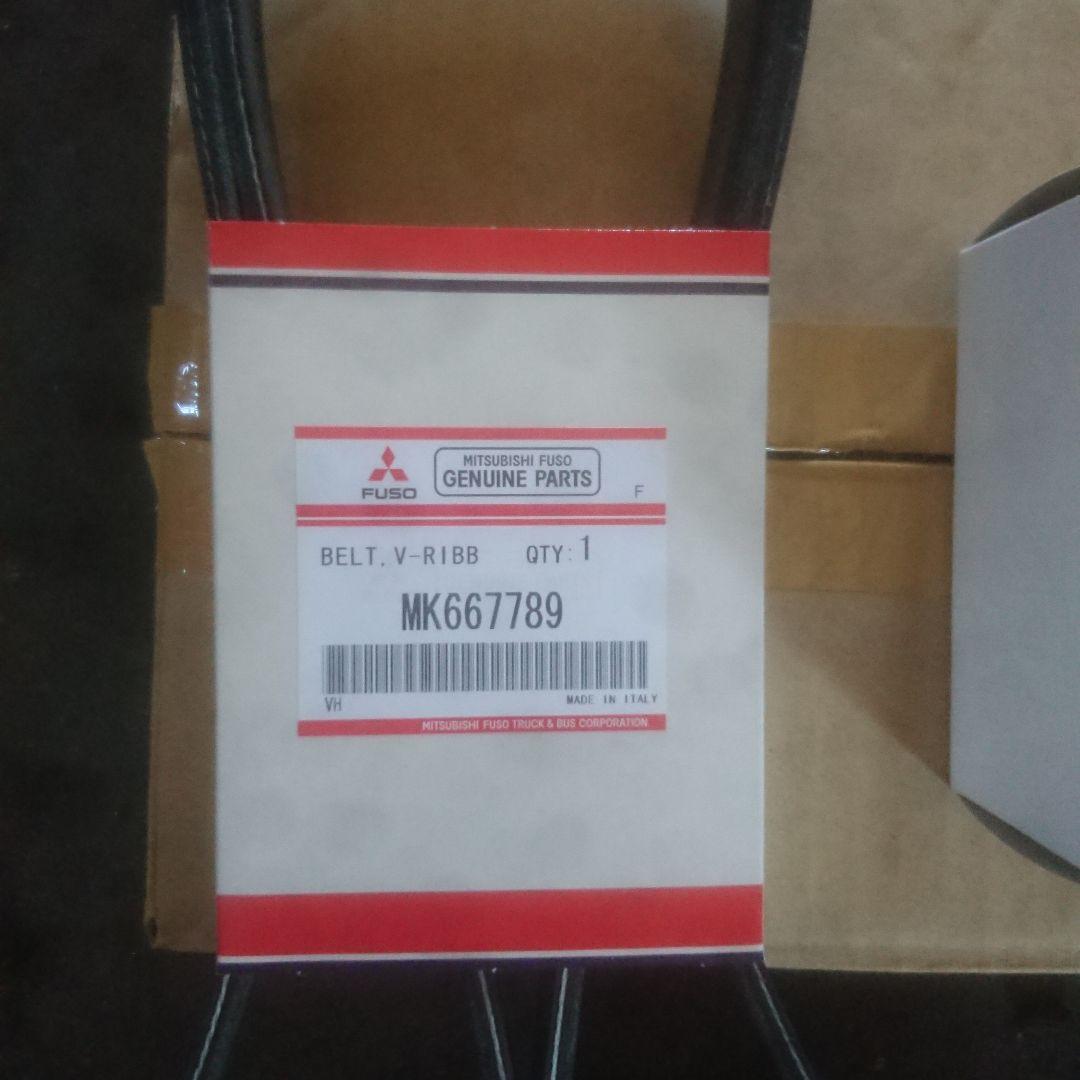 FUSO
MITSUBISHI FUSO
GENUINE PARTS
F
BELT, V-RIBB QTY: 1
MK667789
VH
MADE IN ITALY
MITSUBISHI FUSO TRUCK & BUS CORPORATION